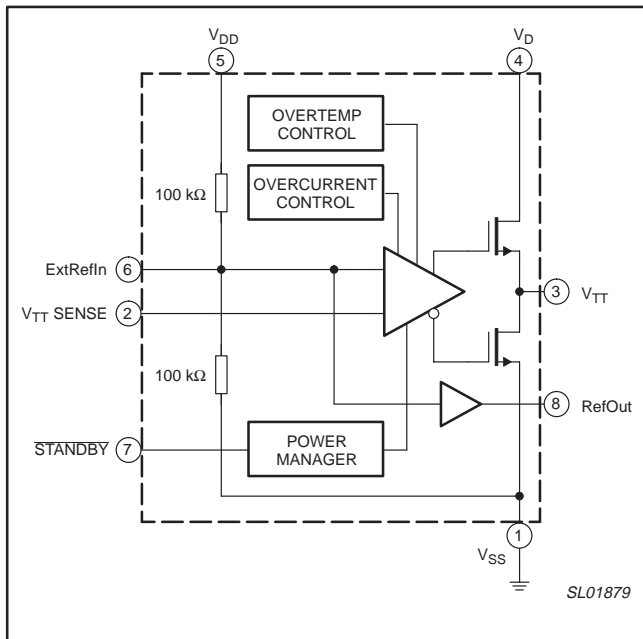 VDD
5
VD
4
OVERTEMP
CONTROL
OVERCURRENT
CONTROL
100 kΩ
ExtRefIn 6
VTT SENSE 2
3 VTT
100 kΩ
8 RefOut
STANDBY 7
POWER
MANAGER
1
VSS
SL01879